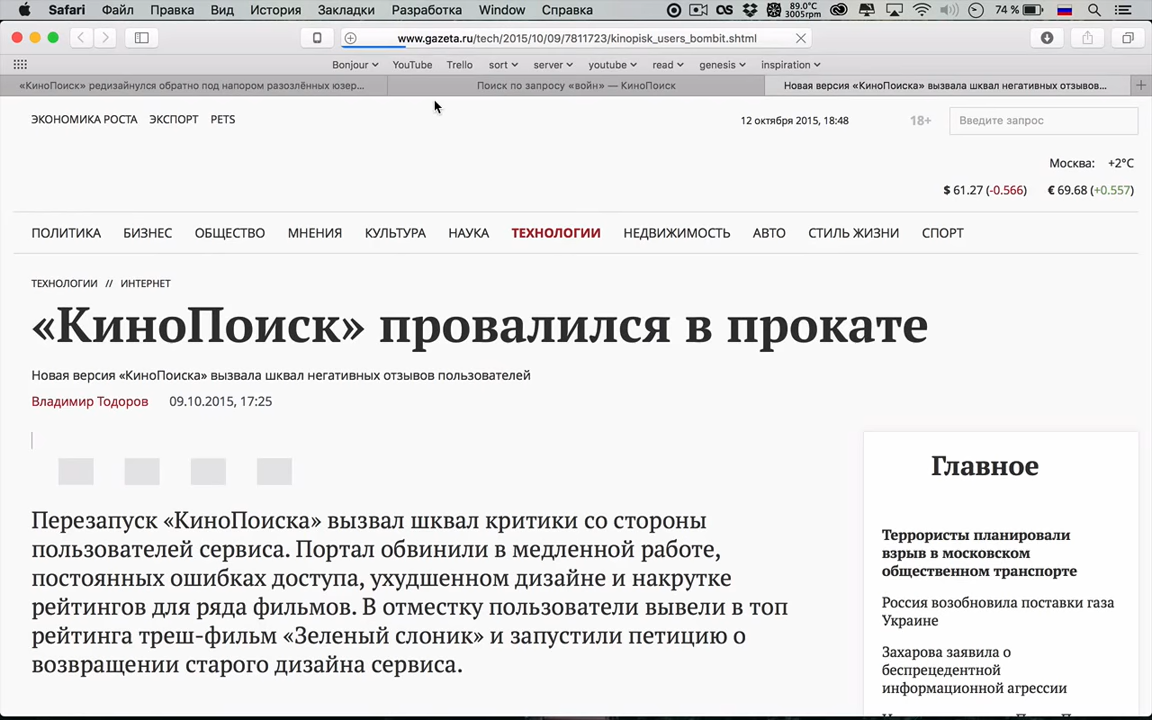 Safari Файл Правка Вид История Закладки Разработка Window Справка
89.0°C
3005rpm
74 %
www.gazeta.ru/tech/2015/10/09/7811723/kinopisk_users_bombit.shtml
Bonjour YouTube Trello sort server youtube read genesis inspiration
«КиноПоиск» редизайнулся обратно под напором разозлённых юзер...
Поиск по запросу «войн» — КиноПоиск
Новая версия «КиноПоиска» вызвала шквал негативных отзывов...
ЭКОНОМИКА РОСТА ЭКСПОРТ PETS
12 октября 2015, 18:48
18+
Введите запрос
Москва: +2°C
$ 61.27 (-0.566) € 69.68 (+0.557)
ПОЛИТИКА БИЗНЕС ОБЩЕСТВО МНЕНИЯ КУЛЬТУРА НАУКА ТЕХНОЛОГИИ НЕДВИЖИМОСТЬ АВТО СТИЛЬ ЖИЗНИ СПОРТ
ТЕХНОЛОГИИ // ИНТЕРНЕТ
«КиноПоиск» провалился в прокате
Новая версия «КиноПоиска» вызвала шквал негативных отзывов пользователей
Владимир Тодоров 09.10.2015, 17:25
Перезапуск «КиноПоиска» вызвал шквал критики со стороны
пользователей сервиса. Портал обвинили в медленной работе,
постоянных ошибках доступа, ухудшенном дизайне и накрутке
рейтингов для ряда фильмов. В отместку пользователи вывели в топ
рейтинга треш-фильм «Зеленый слоник» и запустили петицию о
возвращении старого дизайна сервиса.
Главное
Террористы планировали
взрыв в московском
общественном транспорте
Россия возобновила поставки газа
Украине
Захарова заявила о
беспрецедентной
информационной агрессии